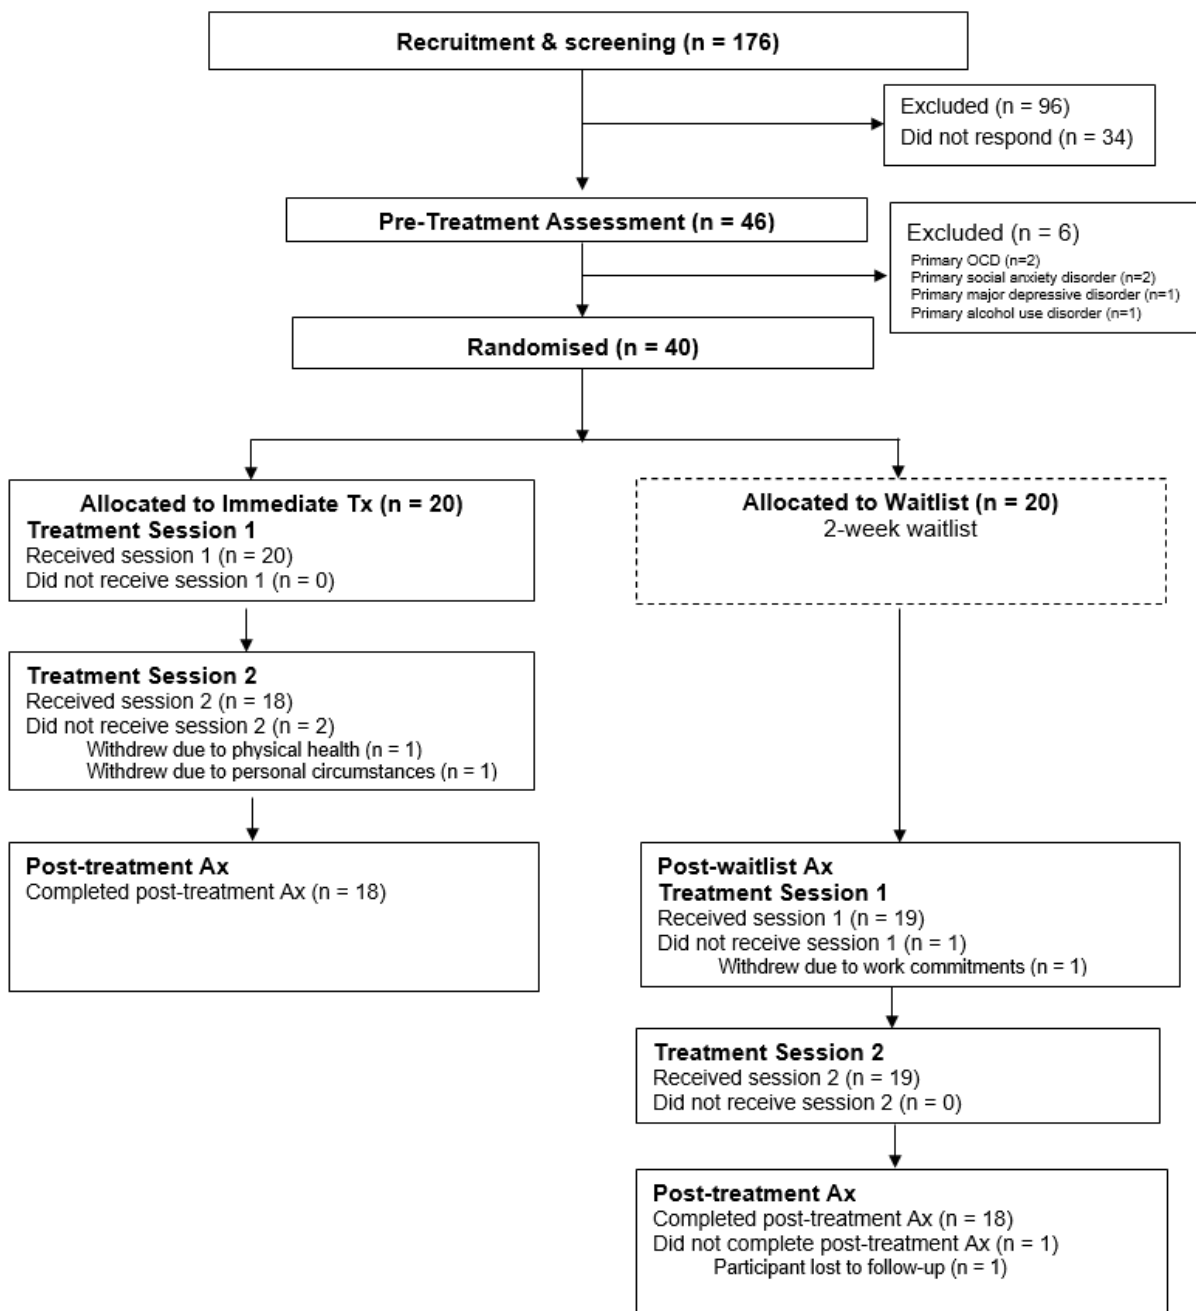 Recruitment & screening (n = 176)
Excluded (n = 96)
Did not respond (n = 34)
Pre-Treatment Assessment (n = 46)
Excluded (n = 6)
Primary OCD (n=2)
Primary social anxiety disorder (n=2)
Primary major depressive disorder (n=1)
Primary alcohol use disorder (n=1)
Randomised (n = 40)
Allocated to Immediate Tx (n = 20)
Treatment Session 1
Received session 1 (n = 20)
Did not receive session 1 (n = 0)
Allocated to Waitlist (n = 20)
2-week waitlist
Treatment Session 2
Received session 2 (n = 18)
Did not receive session 2 (n = 2)
Withdrew due to physical health (n = 1)
Withdrew due to personal circumstances (n = 1)
Post-treatment Ax
Completed post-treatment Ax (n = 18)
Post-waitlist Ax
Treatment Session 1
Received session 1 (n = 19)
Did not receive session 1 (n = 1)
Withdrew due to work commitments (n = 1)
Treatment Session 2
Received session 2 (n = 19)
Did not receive session 2 (n = 0)
Post-treatment Ax
Completed post-treatment Ax (n = 18)
Did not complete post-treatment Ax (n = 1)
Participant lost to follow-up (n = 1)